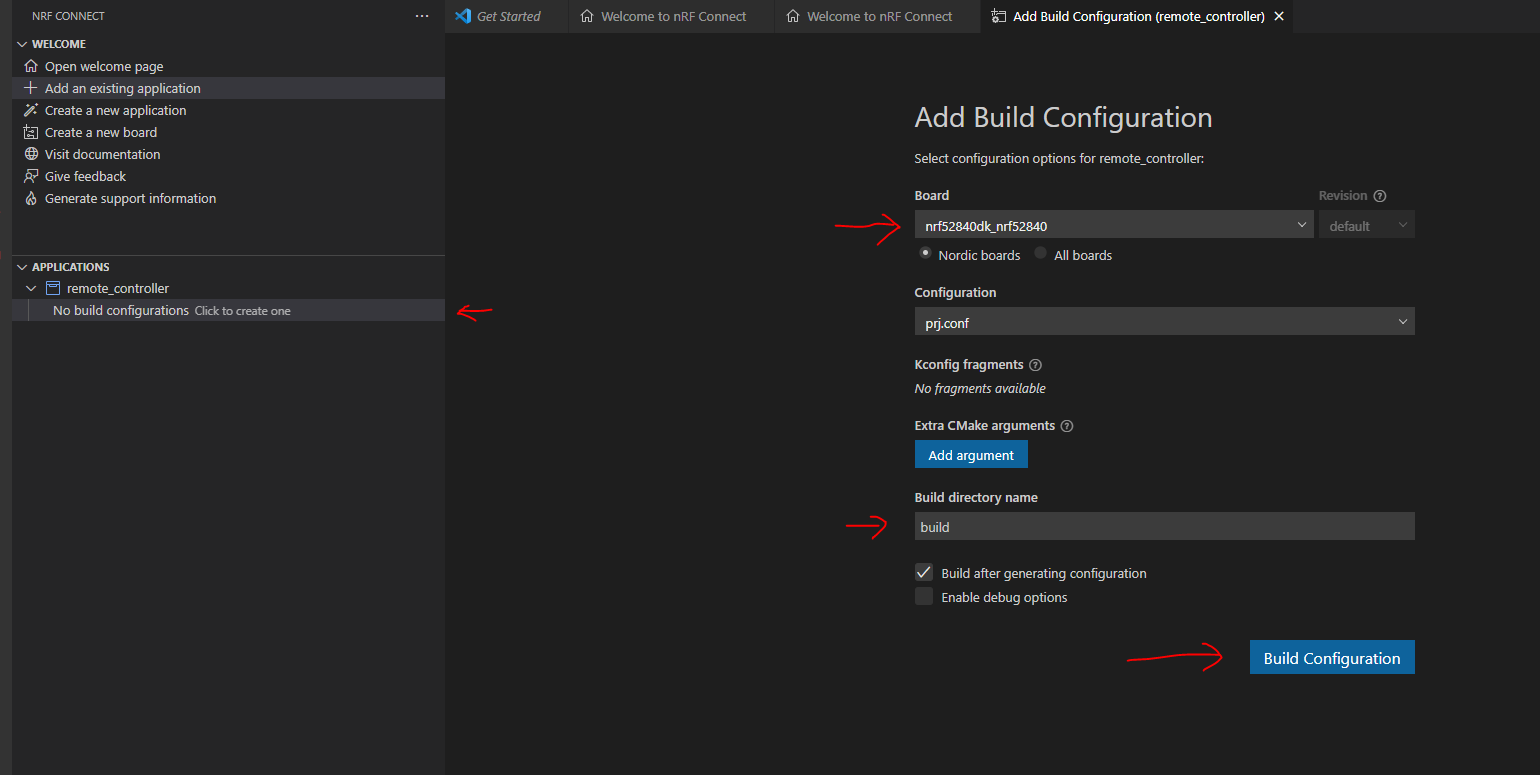 NRF CONNECT
WELCOME
Open welcome page
Add an existing application
Create a new application
Create a new board
Visit documentation
Give feedback
Generate support information
APPLICATIONS
remote_controller
No build configurations Click to create one
Get Started
Welcome to nRF Connect
Welcome to nRF Connect
Add Build Configuration (remote_controller)
Add Build Configuration
Select configuration options for remote_controller:
Board
Revision
nrf52840dk_nrf52840
default
Nordic boards
All boards
Configuration
prj.conf
Kconfig fragments
No fragments available
Extra CMake arguments
Add argument
Build directory name
build
Build after generating configuration
Enable debug options
Build Configuration